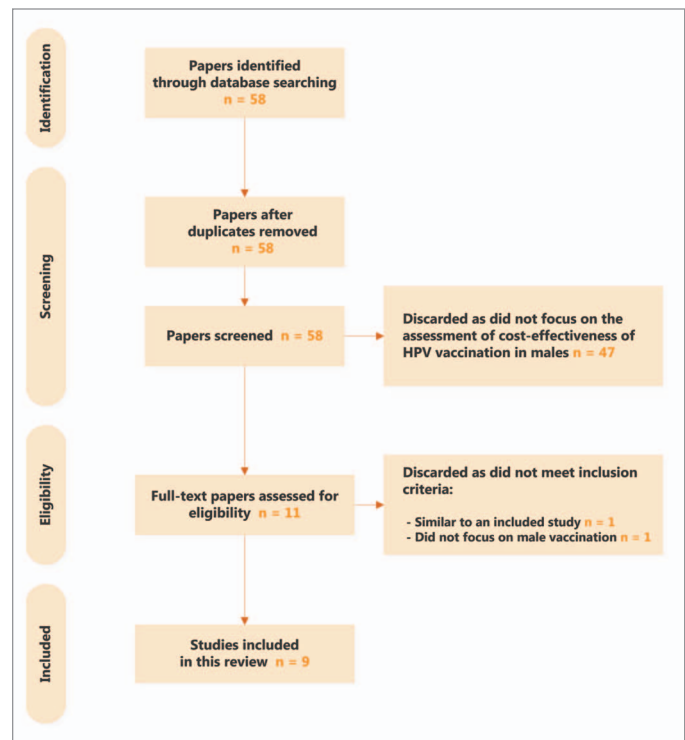 Identification
Papers identified
through database searching
n = 58
Screening
Papers after
duplicates removed
n = 58
Papers screened n = 58
Discarded as did not focus on the
assessment of cost-effectiveness of
HPV vaccination in males n = 47
Eligibility
Full-text papers assessed for
eligibility n = 11
Discarded as did not meet inclusion
criteria:
- Similar to an included study n = 1
- Did not focus on male vaccination n = 1
Included
Studies included
in this review n = 9